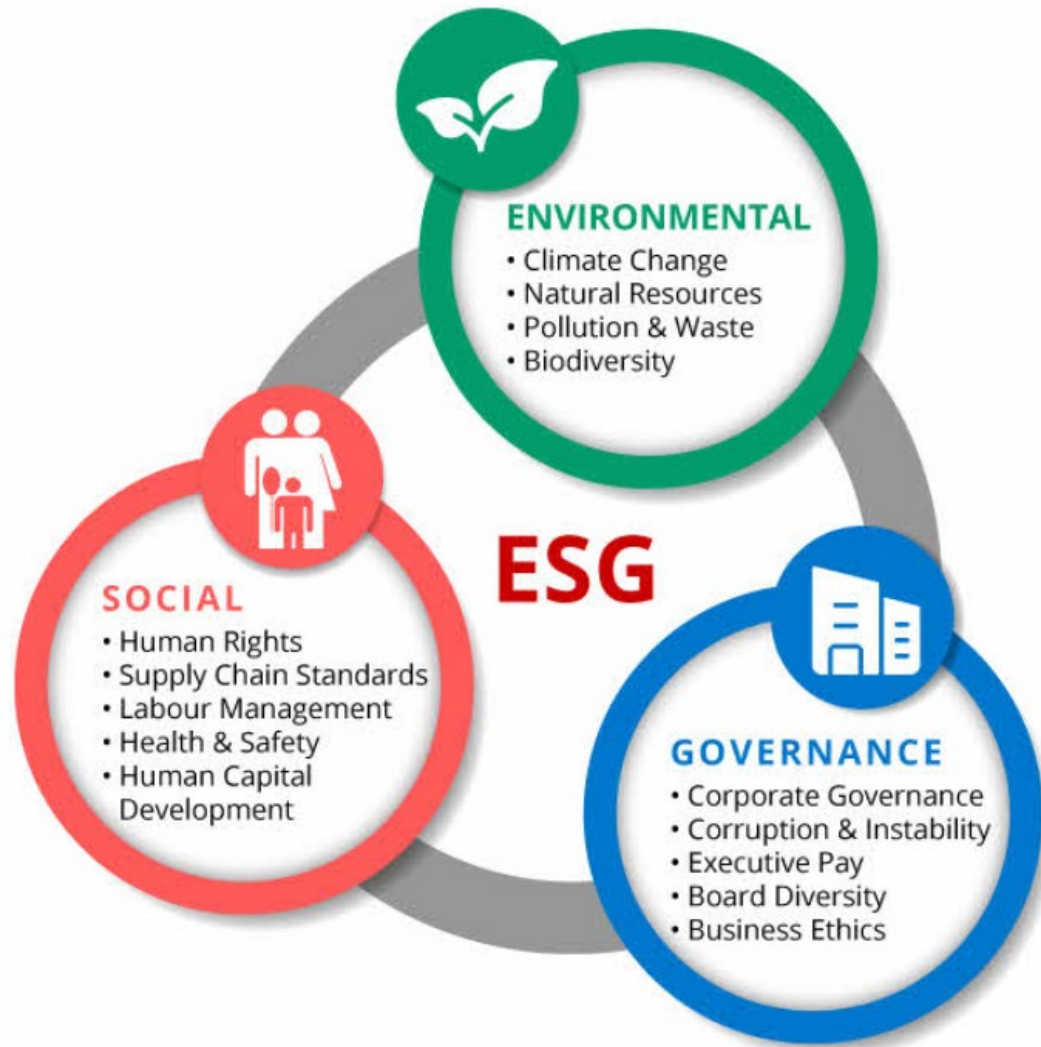 ENVIRONMENTAL
• Climate Change
• Natural Resources
• Pollution & Waste
• Biodiversity
ESG
SOCIAL
• Human Rights
• Supply Chain Standards
• Labour Management
• Health & Safety
• Human Capital
Development
GOVERNANCE
• Corporate Governance
• Corruption & Instability
• Executive Pay
• Board Diversity
• Business Ethics